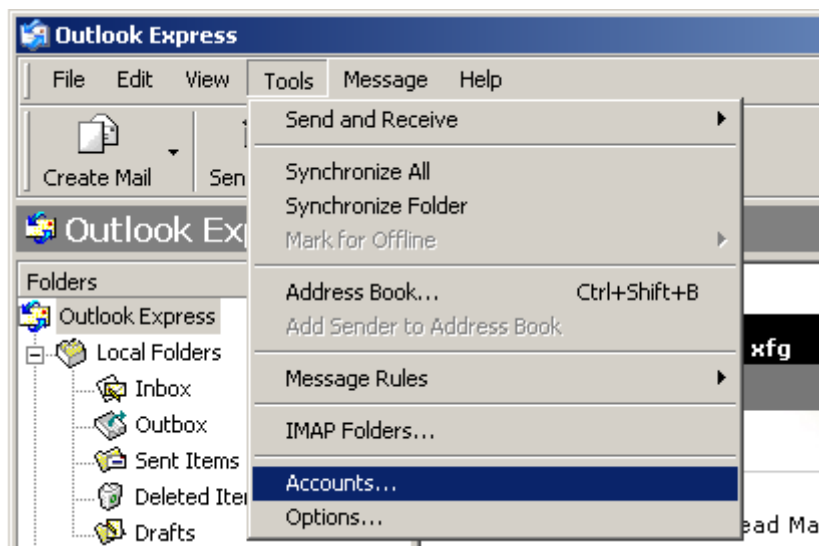 Outlook Express
File Edit View Tools Message Help
Send and Receive
Create Mail
Synchronize All
Synchronize Folder
Mark for Offline
Outlook
Folders
Address Book... Ctrl+Shift+B
Outlook Express
Add Sender to Address Book
Local Folders
xfg
Inbox
Message Rules
Outbox
IMAP Folders...
Sent Items
Accounts...
Deleted
Options...
Drafts